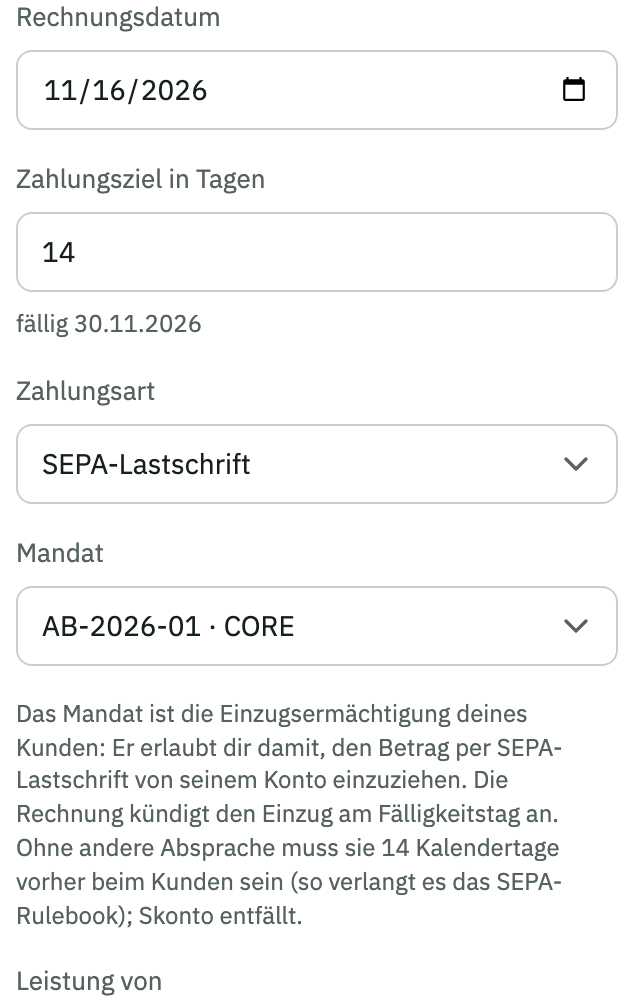 Rechnungsdatum
11/16/2026
Zahlungsziel in Tagen
14
fällig 30.11.2026
Zahlungsart
SEPA-Lastschrift
Mandat
AB-2026-01 · CORE
Das Mandat ist die Einzugsermächtigung deines
Kunden: Er erlaubt dir damit, den Betrag per SEPA-
Lastschrift von seinem Konto einzuziehen. Die
Rechnung kündigt den Einzug am Fälligkeitstag an.
Ohne andere Absprache muss sie 14 Kalendertage
vorher beim Kunden sein (so verlangt es das SEPA-
Rulebook); Skonto entfällt.
Leistung von